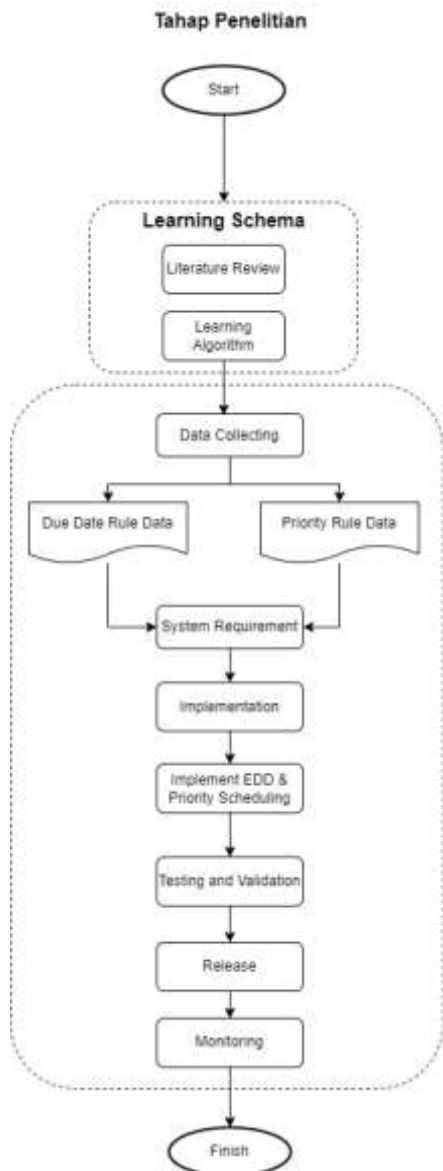 Tahap Penelitian
Start
Learning Schema
Literature Review
Learning
Algorithm
Data Collecting
Due Date Rule Data
Priority Rule Data
System Requirement
Implementation
Implement EDD &
Priority Scheduling
Testing and Validation
Release
Monitoring
Finish